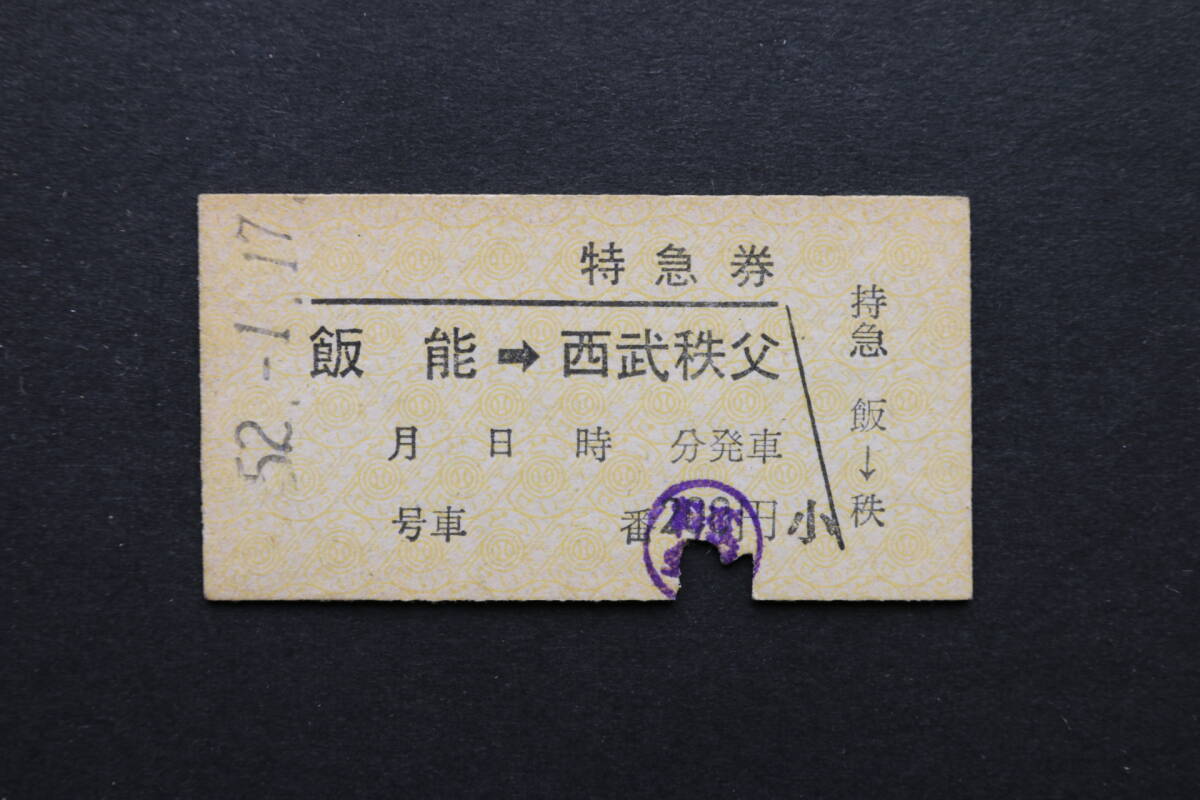 52.-1.17
特急券
飯能➡西武秩父
月 日 時 分発車
号車 番 円 小
特急 飯→秩